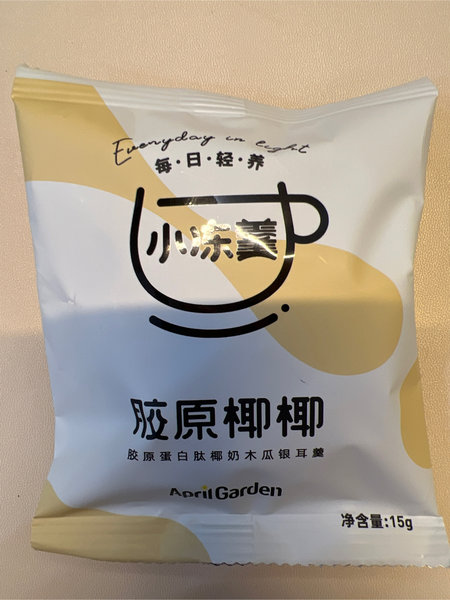 Everyday in light
每·日·轻·养
小冻羹
胶原椰椰
胶原蛋白肽椰奶木瓜银耳羹
April Garden
净含量:15g